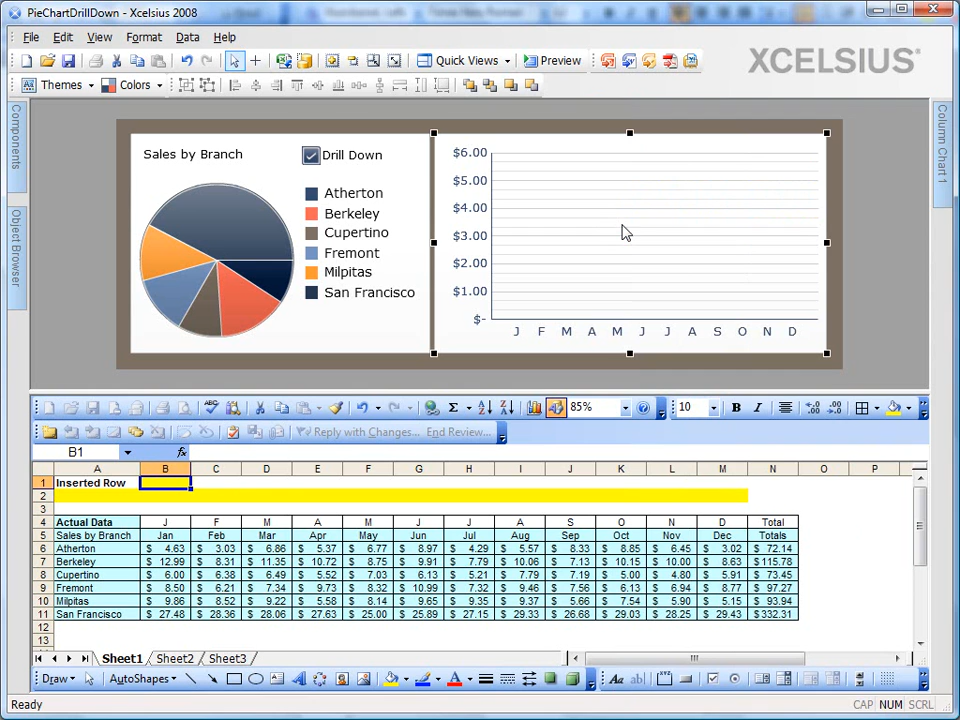 PieChartDrillDown - Xcelsius 2008
File Edit View Format Data Help
Quick Views Preview XCELSIUS
Themes Colors
Components
Object Browser
Column Chart 1
Sales by Branch
Drill Down
Atherton
Berkeley
Cupertino
Fremont
Milpitas
San Francisco
$6.00
$5.00
$4.00
$3.00
$2.00
$1.00
$-
J F M A M J J A S O N D
85% 10 B I
Reply with Changes... End Review...
B1 fx
A B C D E F G H I J K L M N O P
1 Inserted Row
2
3
4 Actual Data J F M A M J J A S O N D Total
5 Sales by Branch Jan Feb Mar Apr May Jun Jul Aug Sep Oct Nov Dec Totals
6 Atherton $ 4.63 $ 3.03 $ 6.86 $ 5.37 $ 6.77 $ 8.97 $ 4.29 $ 5.57 $ 8.33 $ 8.85 $ 6.45 $ 3.02 $ 72.14
7 Berkeley $ 12.99 $ 8.31 $ 11.35 $ 10.72 $ 8.75 $ 9.91 $ 7.79 $ 10.06 $ 7.13 $ 10.15 $ 10.00 $ 8.63 $115.78
8 Cupertino $ 6.00 $ 6.38 $ 6.49 $ 5.52 $ 7.03 $ 6.13 $ 5.21 $ 7.79 $ 7.19 $ 5.00 $ 4.80 $ 5.91 $ 73.45
9 Fremont $ 8.50 $ 6.21 $ 7.34 $ 9.73 $ 8.32 $ 10.99 $ 7.32 $ 9.46 $ 7.56 $ 6.13 $ 6.94 $ 8.77 $ 97.27
10 Milpitas $ 9.86 $ 8.52 $ 9.22 $ 5.58 $ 8.14 $ 9.65 $ 9.35 $ 9.37 $ 5.66 $ 7.54 $ 5.90 $ 5.15 $ 93.94
11 San Francisco $ 27.48 $ 28.36 $ 28.06 $ 27.63 $ 25.00 $ 25.89 $ 27.15 $ 29.33 $ 26.68 $ 29.03 $ 28.25 $ 29.43 $332.31
12
13
Sheet1 Sheet2 Sheet3
Draw AutoShapes
Ready CAP NUM SCRL